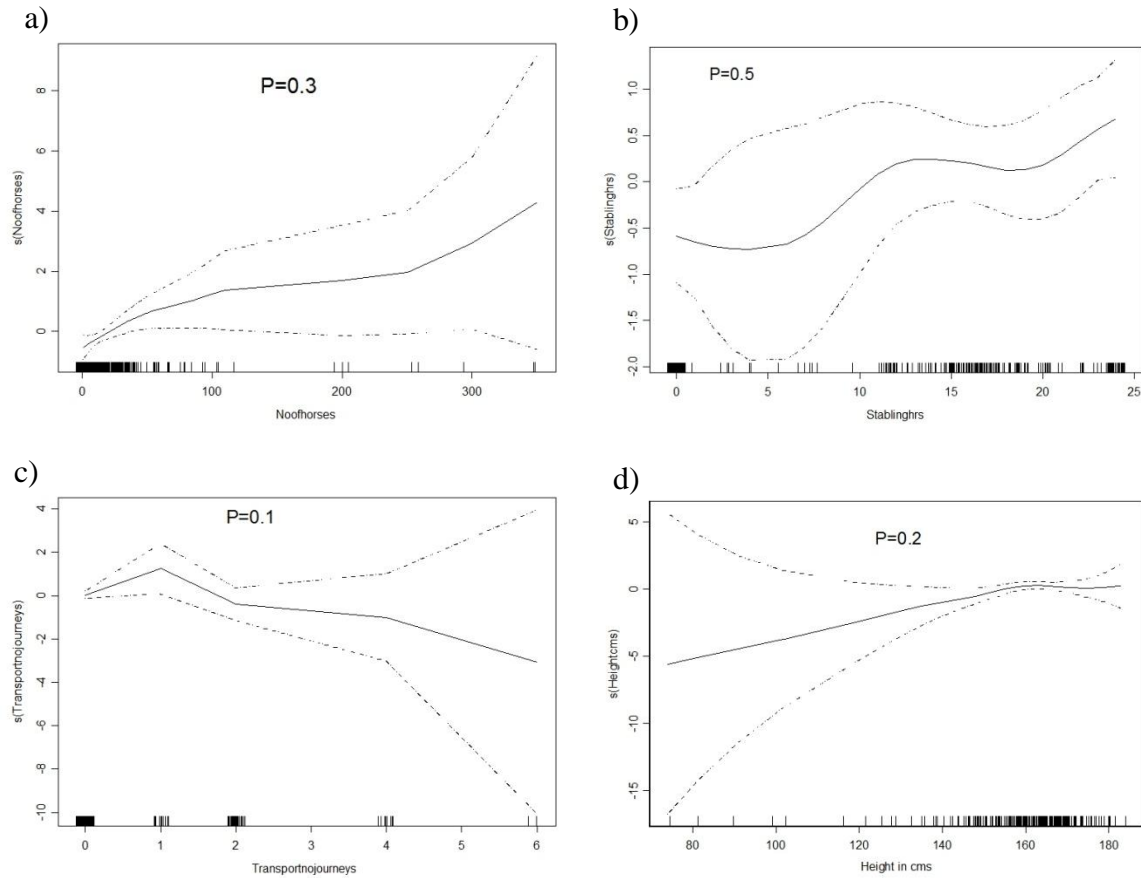 a)
P=0.3
s(Noofhorses)
8
6
4
2
0
0 100 200 300
Noofhorses
b)
P=0.5
s(Stablinghrs)
1.0
0.5
0.0
-0.5
-1.0
-1.5
-2.0
0 5 10 15 20 25
Stablinghrs
c)
P=0.1
s(Transportnojourneys)
4
2
0
-2
-4
-6
-8
-10
0 1 2 3 4 5 6
Transportnojourneys
d)
P=0.2
s(Heightcms)
5
0
-5
-10
-15
80 100 120 140 160 180
Height in cms